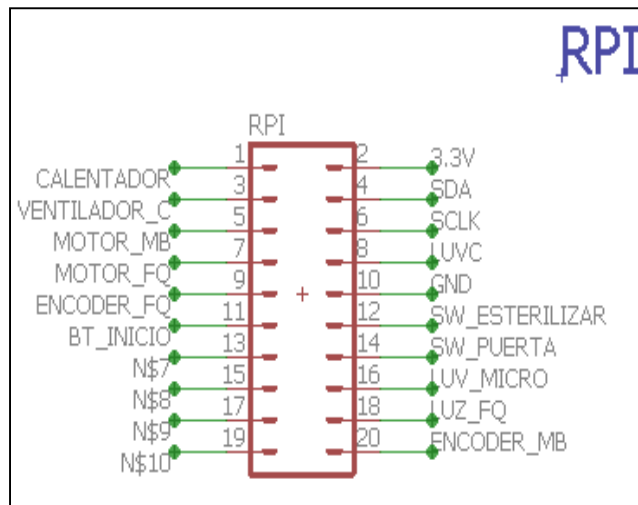 RPI
RPI
1 2 3.3V
CALENTADOR 3 4 SDA
VENTILADOR_C 5 6 SCLK
MOTOR_MB 7 8 LUVC
MOTOR_FQ 9 10 GND
ENCODER_FQ 11 12 SW_ESTERILIZAR
BT_INICIO 13 14 SW_PUERTA
N$7 15 16 LUV_MICRO
N$8 17 18 LUZ_FQ
N$9 19 20 ENCODER_MB
N$10